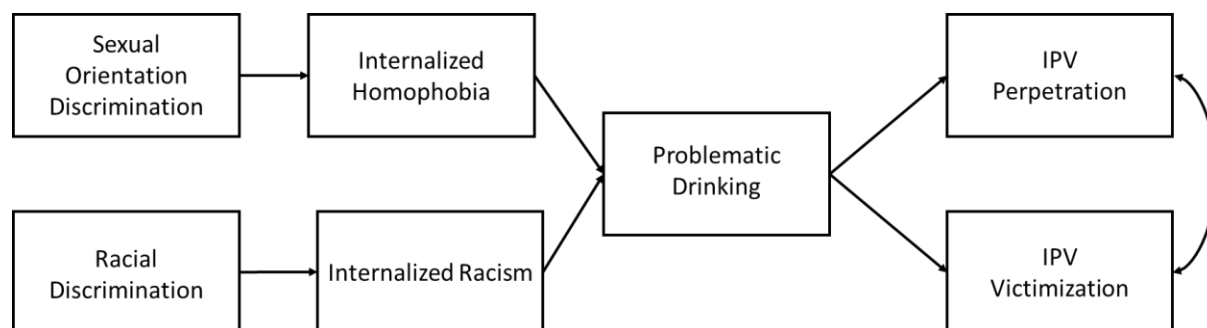 Sexual
Orientation
Discrimination
Internalized
Homophobia
Problematic
Drinking
IPV
Perpetration
Racial
Discrimination
Internalized Racism
IPV
Victimization